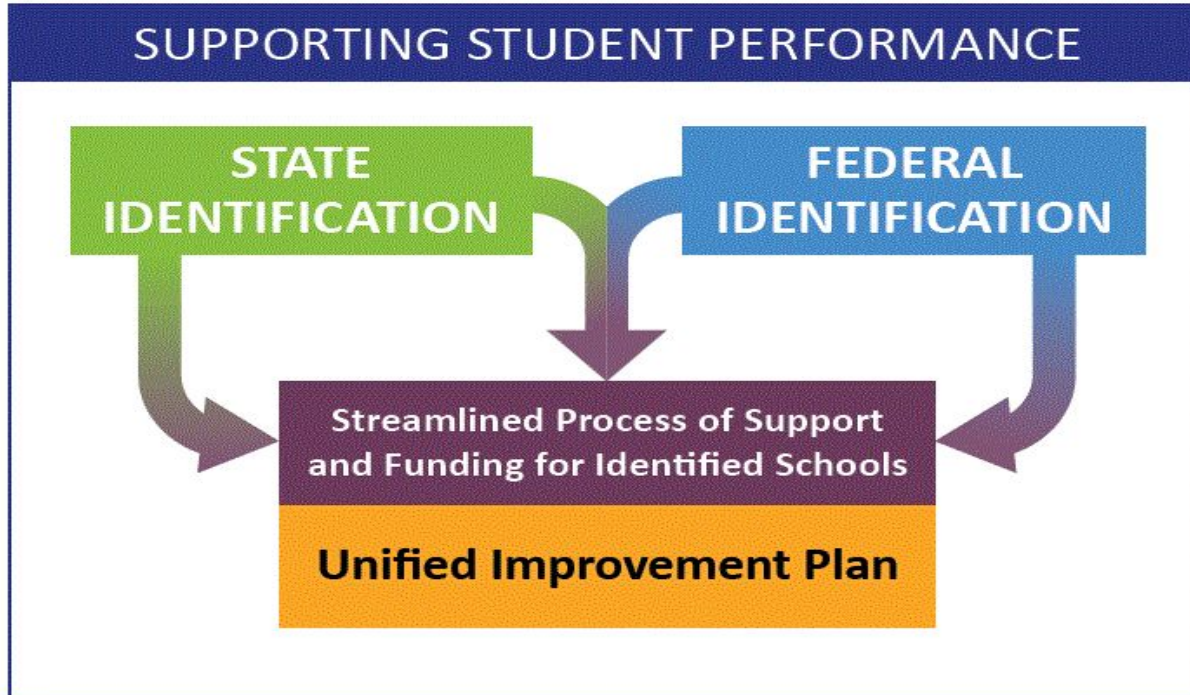 SUPPORTING STUDENT PERFORMANCE
STATE
IDENTIFICATION
FEDERAL
IDENTIFICATION
Streamlined Process of Support
and Funding for Identified Schools
Unified Improvement Plan